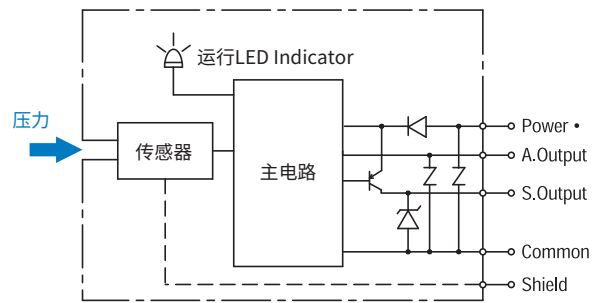 运行LED Indicator
压力
传感器
主电路
Power •
A.Output
S.Output
Common
Shield